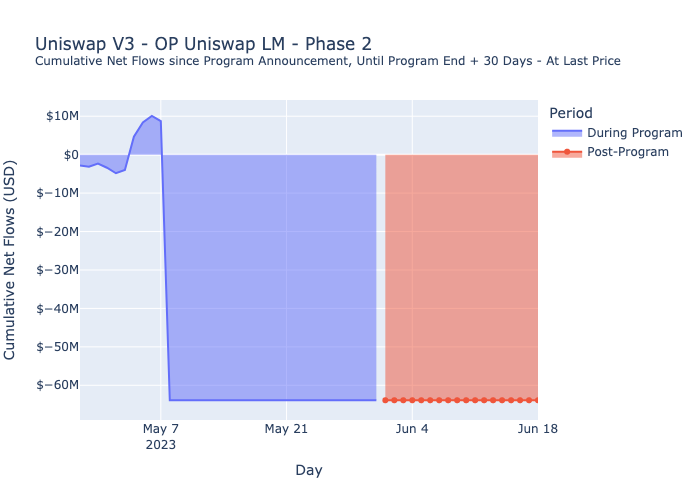 Uniswap V3 - OP Uniswap LM - Phase 2
Cumulative Net Flows since Program Announcement, Until Program End + 30 Days - At Last Price
Period
During Program
Post-Program
Cumulative Net Flows (USD)
$10M
$0
$−10M
$−20M
$−30M
$−40M
$−50M
$−60M
May 7
2023
May 21
Jun 4
Jun 18
Day